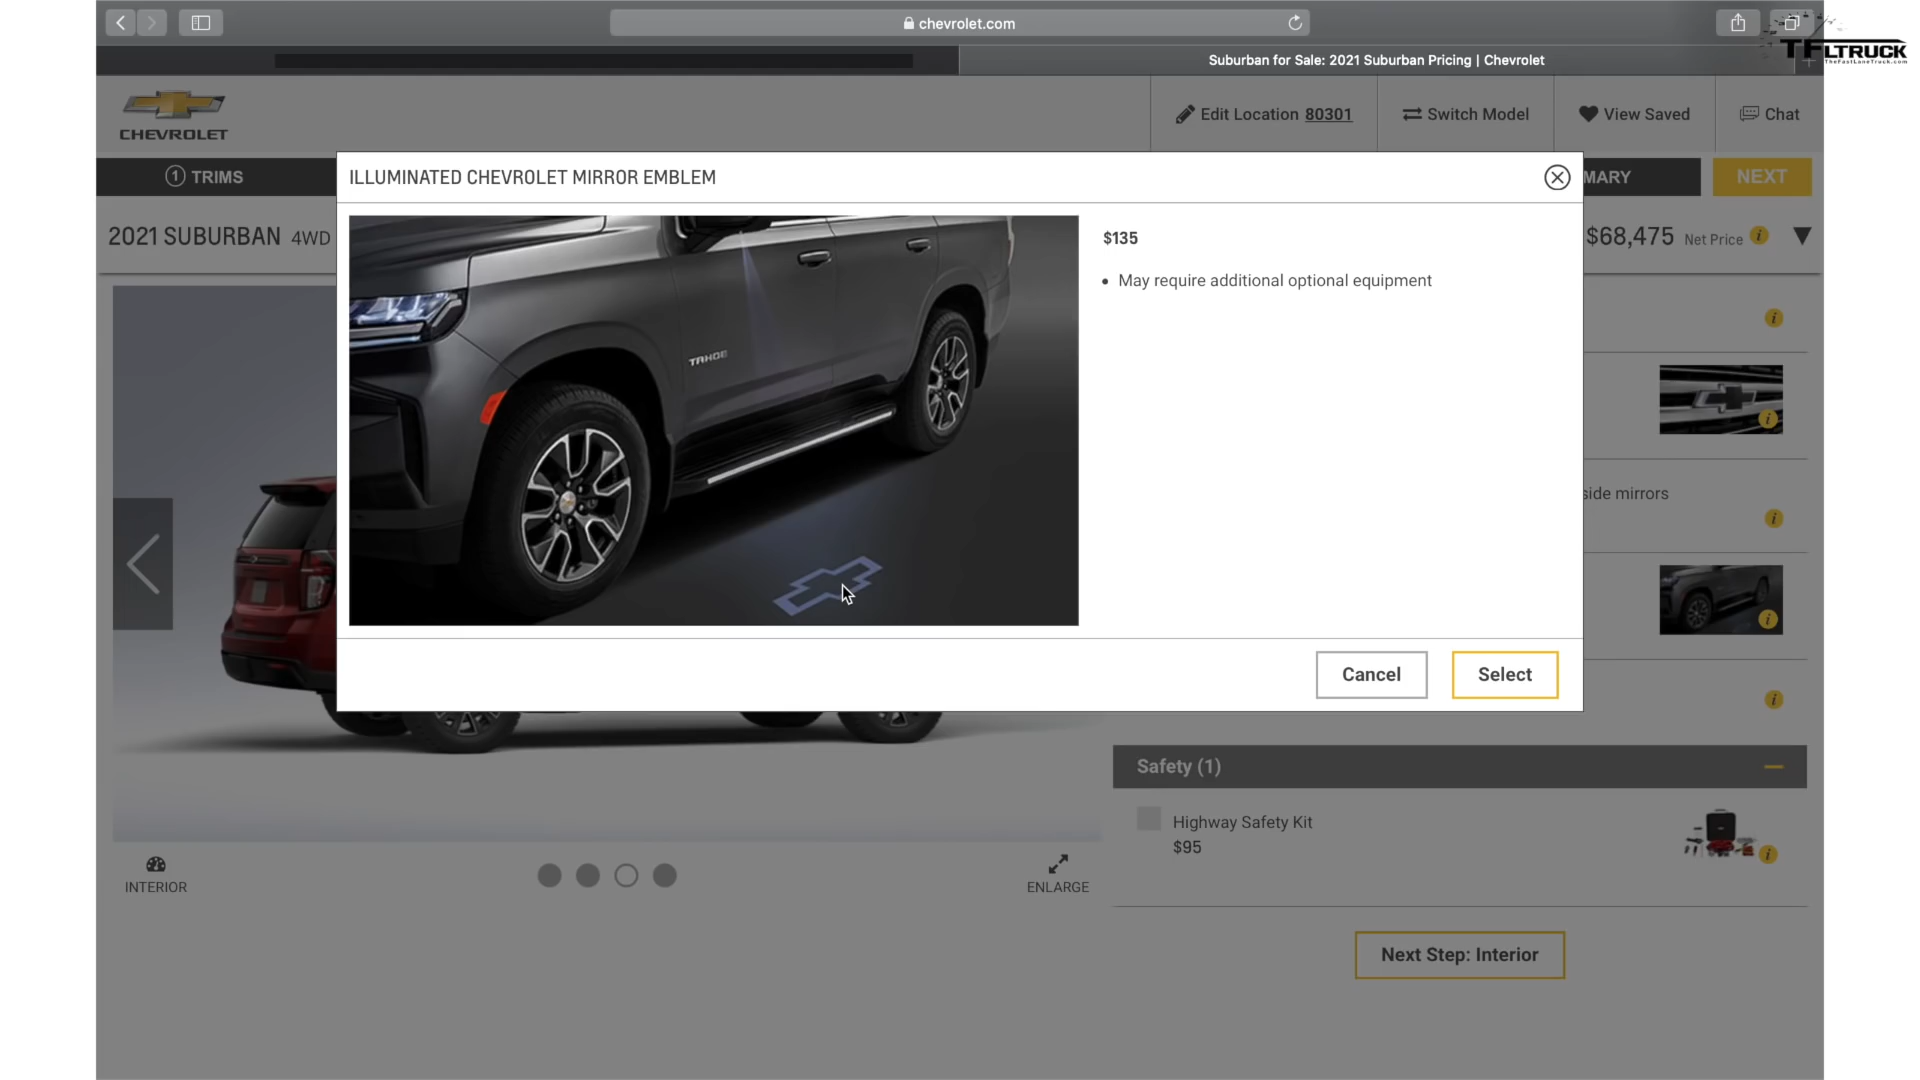 chevrolet.com
Suburban for Sale: 2021 Suburban Pricing | Chevrolet
TFLTRUCK
TheFastLaneTruck.com
CHEVROLET
Edit Location 80301
Switch Model
View Saved
Chat
1 TRIMS
MARY
NEXT
2021 SUBURBAN 4WD
$68,475 Net Price
ILLUMINATED CHEVROLET MIRROR EMBLEM
$135
• May require additional optional equipment
TAHOE
side mirrors
Cancel
Select
Safety (1)
Highway Safety Kit
$95
INTERIOR
ENLARGE
Next Step: Interior